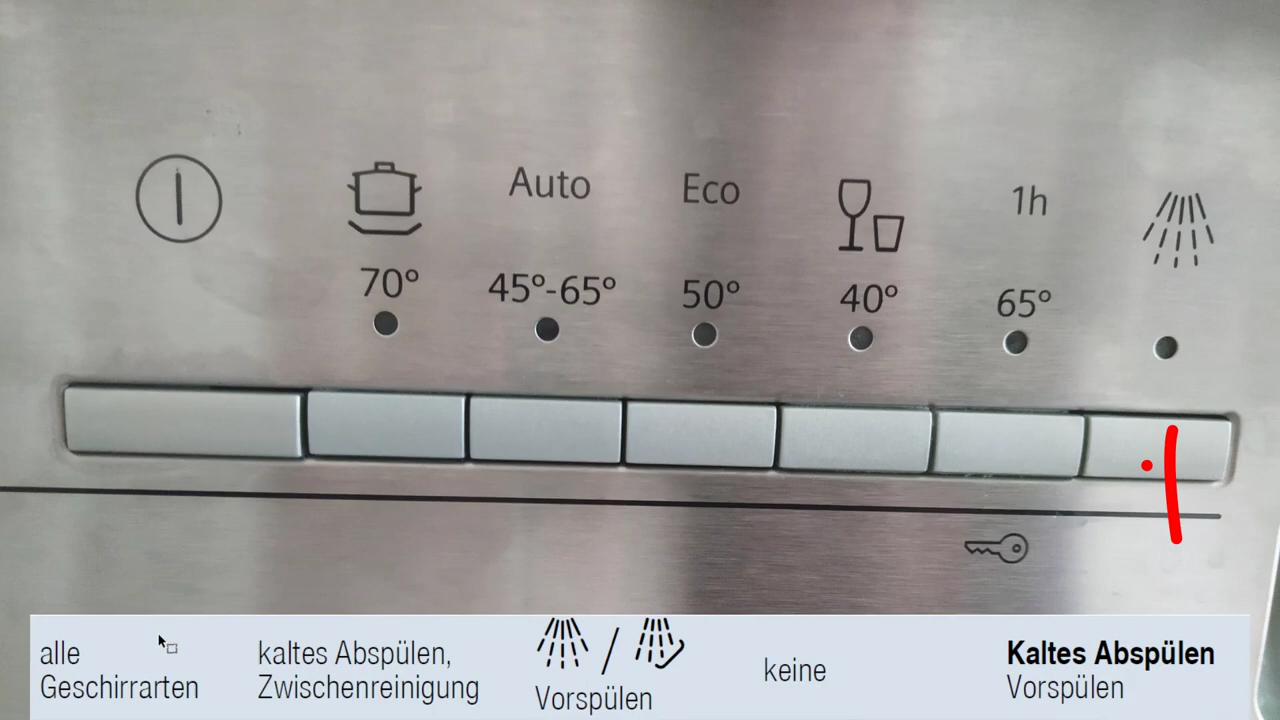 Auto
Eco
1h
70°
45°-65°
50°
40°
65°
alle
Geschirrarten
kaltes Abspülen,
Zwischenreinigung
/
Vorspülen
keine
Kaltes Abspülen
Vorspülen